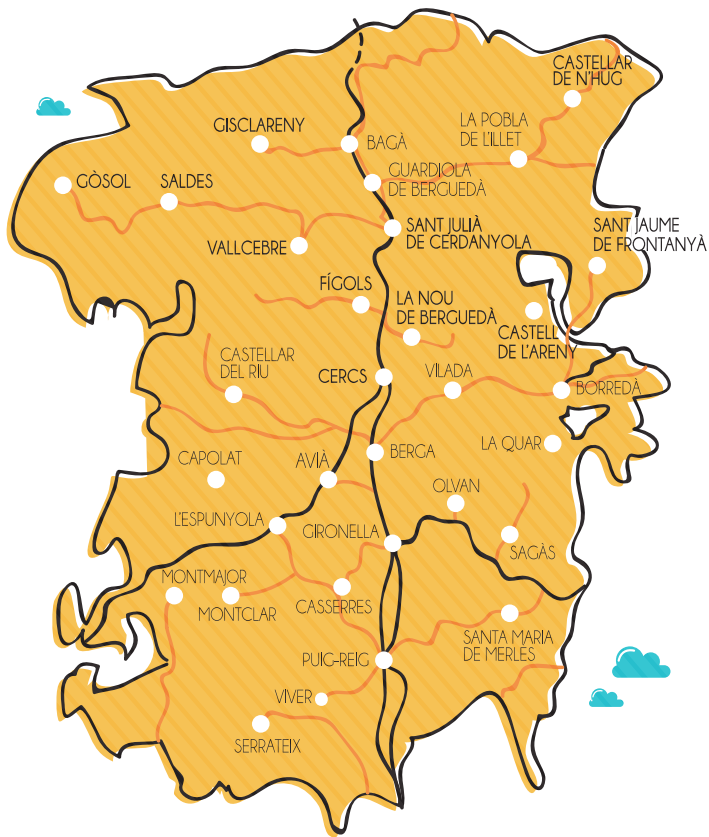 CASTELLAR
DE N'HUG
GISCLARENY
LA POBLA
DE L'ILLET
BAGÀ
GUARDIOLA
DE BERGUEDÀ
GÒSOL
SALDES
SANT JULIÀ
DE CERDANYOLA
SANT JAUME
DE FRONTANYÀ
VALLCEBRE
FÍGOLS
LA NOU
DE BERGUEDÀ
CASTELL
DE L'ARENY
CASTELLAR
DEL RIU
CERCS
VILADA
BORREDÀ
CAPOLAT
AVIÀ
BERGA
LA QUAR
OLVAN
L'ESPUNYOLA
GIRONELLA
SAGÀS
MONTMAJOR
MONTCLAR
CASSERRES
SANTA MARIA
DE MERLES
PUIG-REIG
VIVER
SERRATEIX